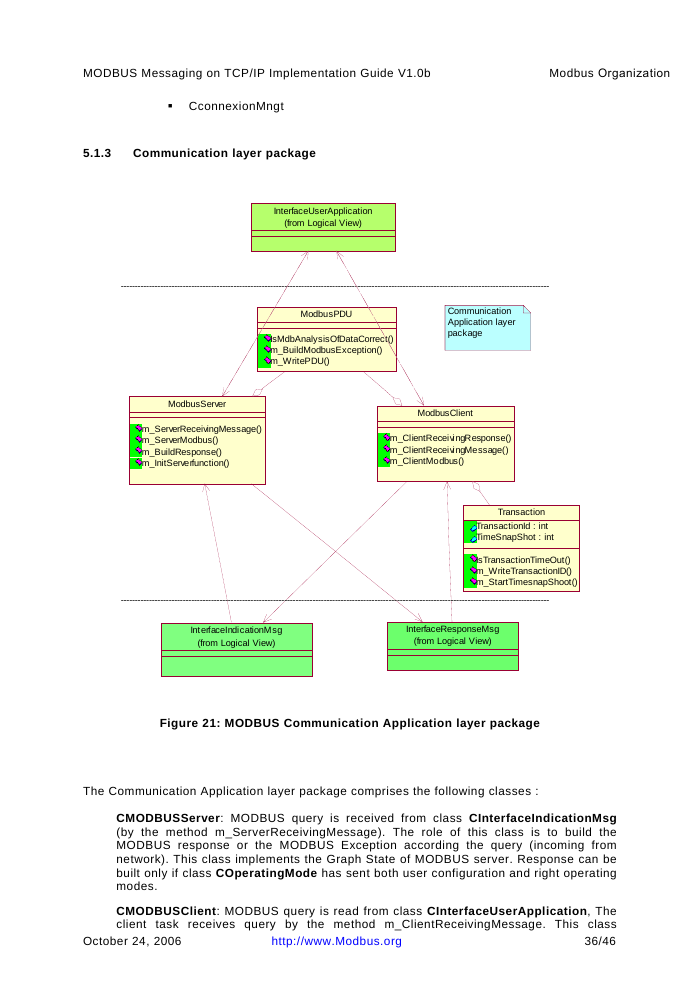 MODBUS Messaging on TCP/IP Implementation Guide V1.0b Modbus Organization
▪ CconnexionMngt
5.1.3 Communication layer package
InterfaceUserApplication
(from Logical View)
ModbusPDU
IsMdbAnalysisOfDataCorrect()
m_BuildModbusException()
m_WritePDU()
Communication
Application layer
package
ModbusServer
m_ServerReceivingMessage()
m_ServerModbus()
m_BuildResponse()
m_InitServerfunction()
ModbusClient
m_ClientReceivingResponse()
m_ClientReceivingMessage()
m_ClientModbus()
Transaction
TransactionId : int
TimeSnapShot : int
IsTransactionTimeOut()
m_WriteTransactionID()
m_StartTimesnapShoot()
InterfaceIndicationMsg
(from Logical View)
InterfaceResponseMsg
(from Logical View)
Figure 21: MODBUS Communication Application layer package
The Communication Application layer package comprises the following classes :
CMODBUSServer: MODBUS query is received from class CInterfaceIndicationMsg
(by the method m_ServerReceivingMessage). The role of this class is to build the
MODBUS response or the MODBUS Exception according the query (incoming from
network). This class implements the Graph State of MODBUS server. Response can be
built only if class COperatingMode has sent both user configuration and right operating
modes.
CMODBUSClient: MODBUS query is read from class CInterfaceUserApplication, The
client task receives query by the method m_ClientReceivingMessage. This class
October 24, 2006 http://www.Modbus.org 36/46